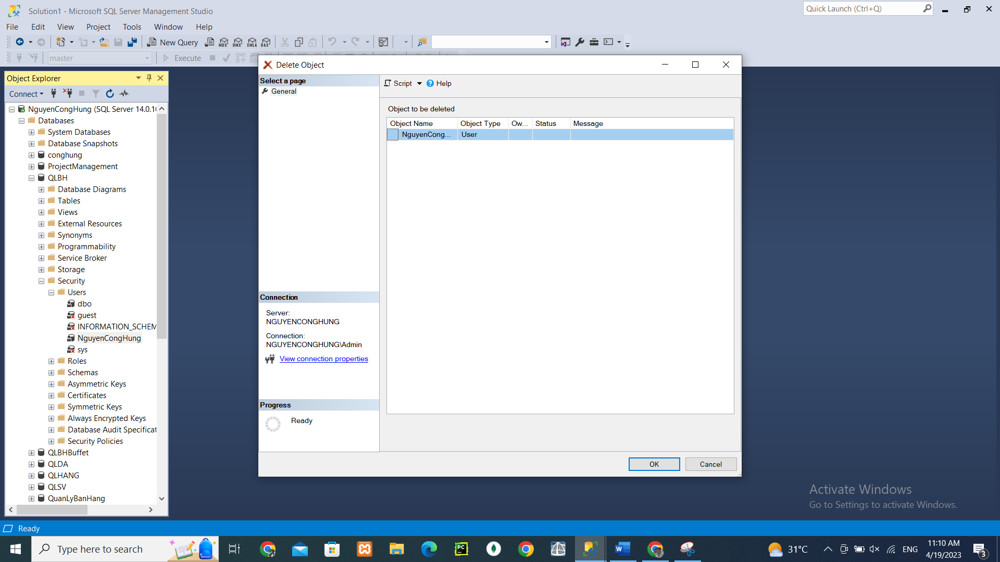 Solution1 - Microsoft SQL Server Management Studio
Quick Launch (Ctrl+Q)
File Edit View Project Tools Window Help
New Query MDX DMX XMLA DAX
master Execute
Object Explorer
Connect
NguyenCongHung (SQL Server 14.0.10
Databases
System Databases
Database Snapshots
conghung
ProjectManagement
QLBH
Database Diagrams
Tables
Views
External Resources
Synonyms
Programmability
Service Broker
Storage
Security
Users
dbo
guest
INFORMATION_SCHEM
NguyenCongHung
sys
Roles
Schemas
Asymmetric Keys
Certificates
Symmetric Keys
Always Encrypted Keys
Database Audit Specificat
Security Policies
QLBHBuffet
QLDA
QLHANG
QLSV
QuanLyBanHang
Delete Object
Select a page
General
Connection
Server:
NGUYENCONGHUNG
Connection:
NGUYENCONGHUNG\Admin
View connection properties
Progress
Ready
Script Help
Object to be deleted
Object Name Object Type Ow... Status Message
NguyenCong... User
OK Cancel
Activate Windows
Go to Settings to activate Windows.
Ready
Type here to search
PC
W
31°C
ENG
11:10 AM
4/19/2023
3